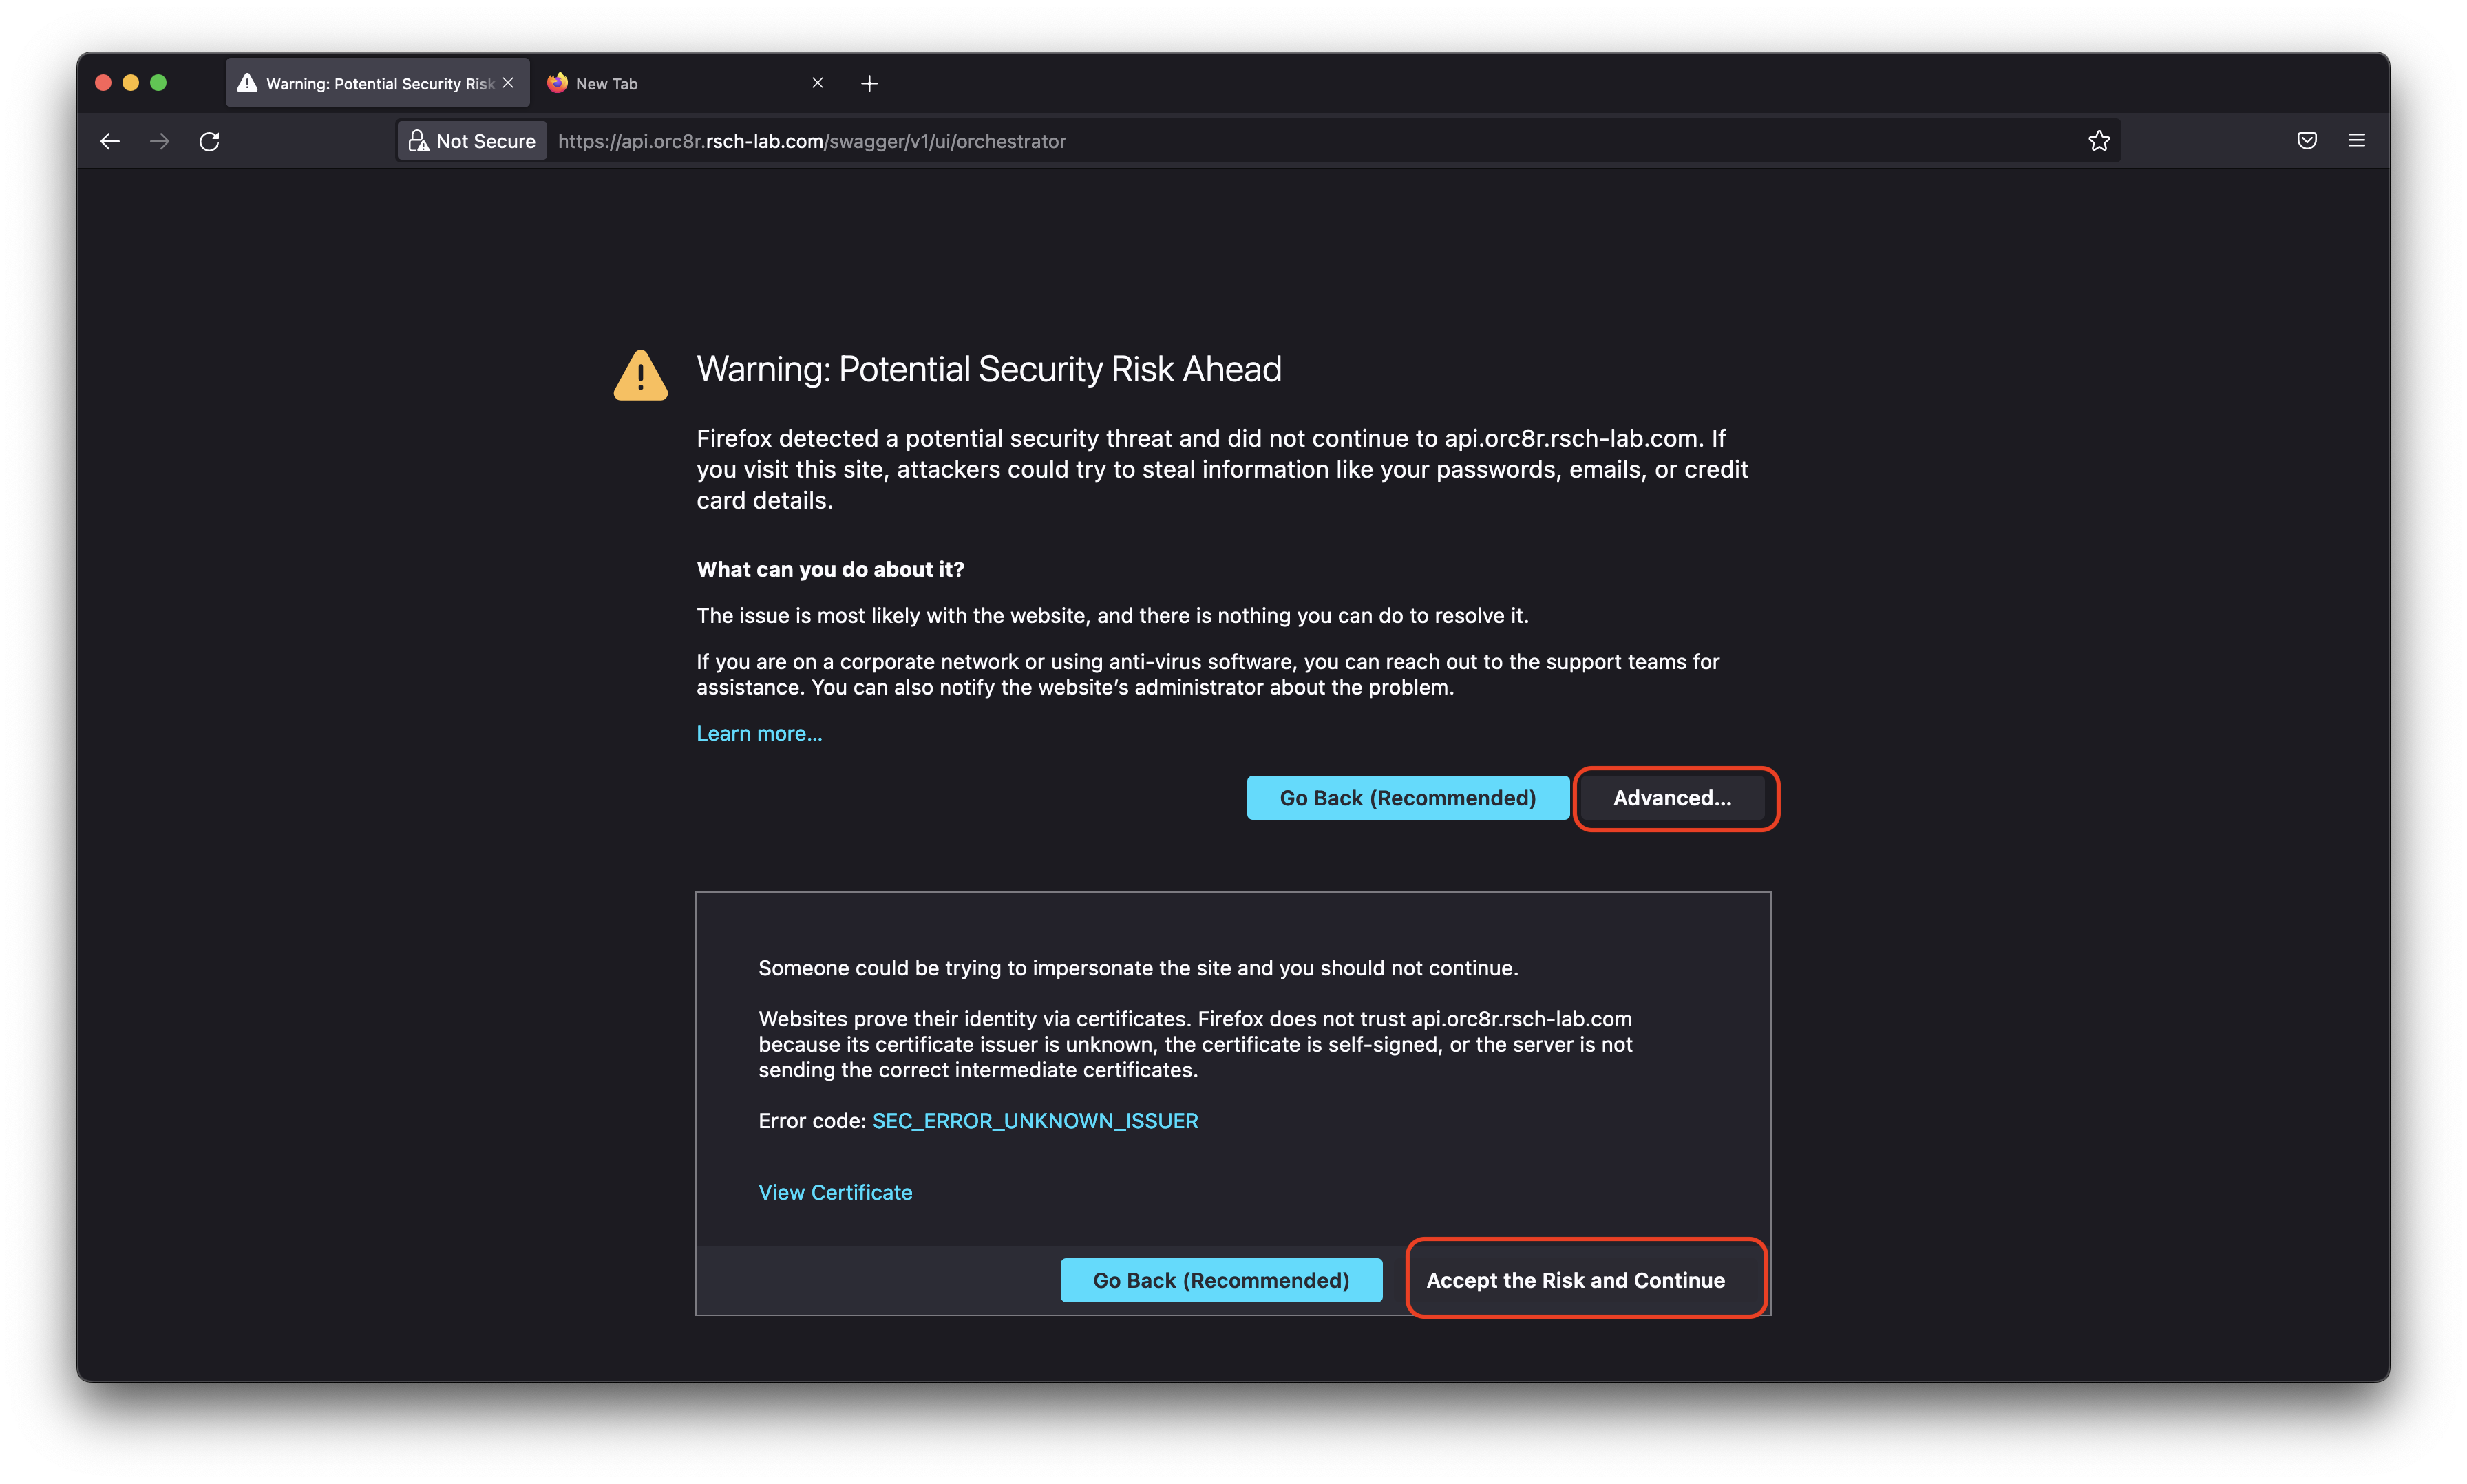 Warning: Potential Security Risk
New Tab
Not Secure
https://api.orc8r.rsch-lab.com/swagger/v1/ui/orchestrator
Warning: Potential Security Risk Ahead
Firefox detected a potential security threat and did not continue to api.orc8r.rsch-lab.com. If
you visit this site, attackers could try to steal information like your passwords, emails, or credit
card details.
What can you do about it?
The issue is most likely with the website, and there is nothing you can do to resolve it.
If you are on a corporate network or using anti-virus software, you can reach out to the support teams for
assistance. You can also notify the website’s administrator about the problem.
Learn more…
Go Back (Recommended)
Advanced...
Someone could be trying to impersonate the site and you should not continue.
Websites prove their identity via certificates. Firefox does not trust api.orc8r.rsch-lab.com
because its certificate issuer is unknown, the certificate is self-signed, or the server is not
sending the correct intermediate certificates.
Error code: SEC_ERROR_UNKNOWN_ISSUER
View Certificate
Go Back (Recommended)
Accept the Risk and Continue